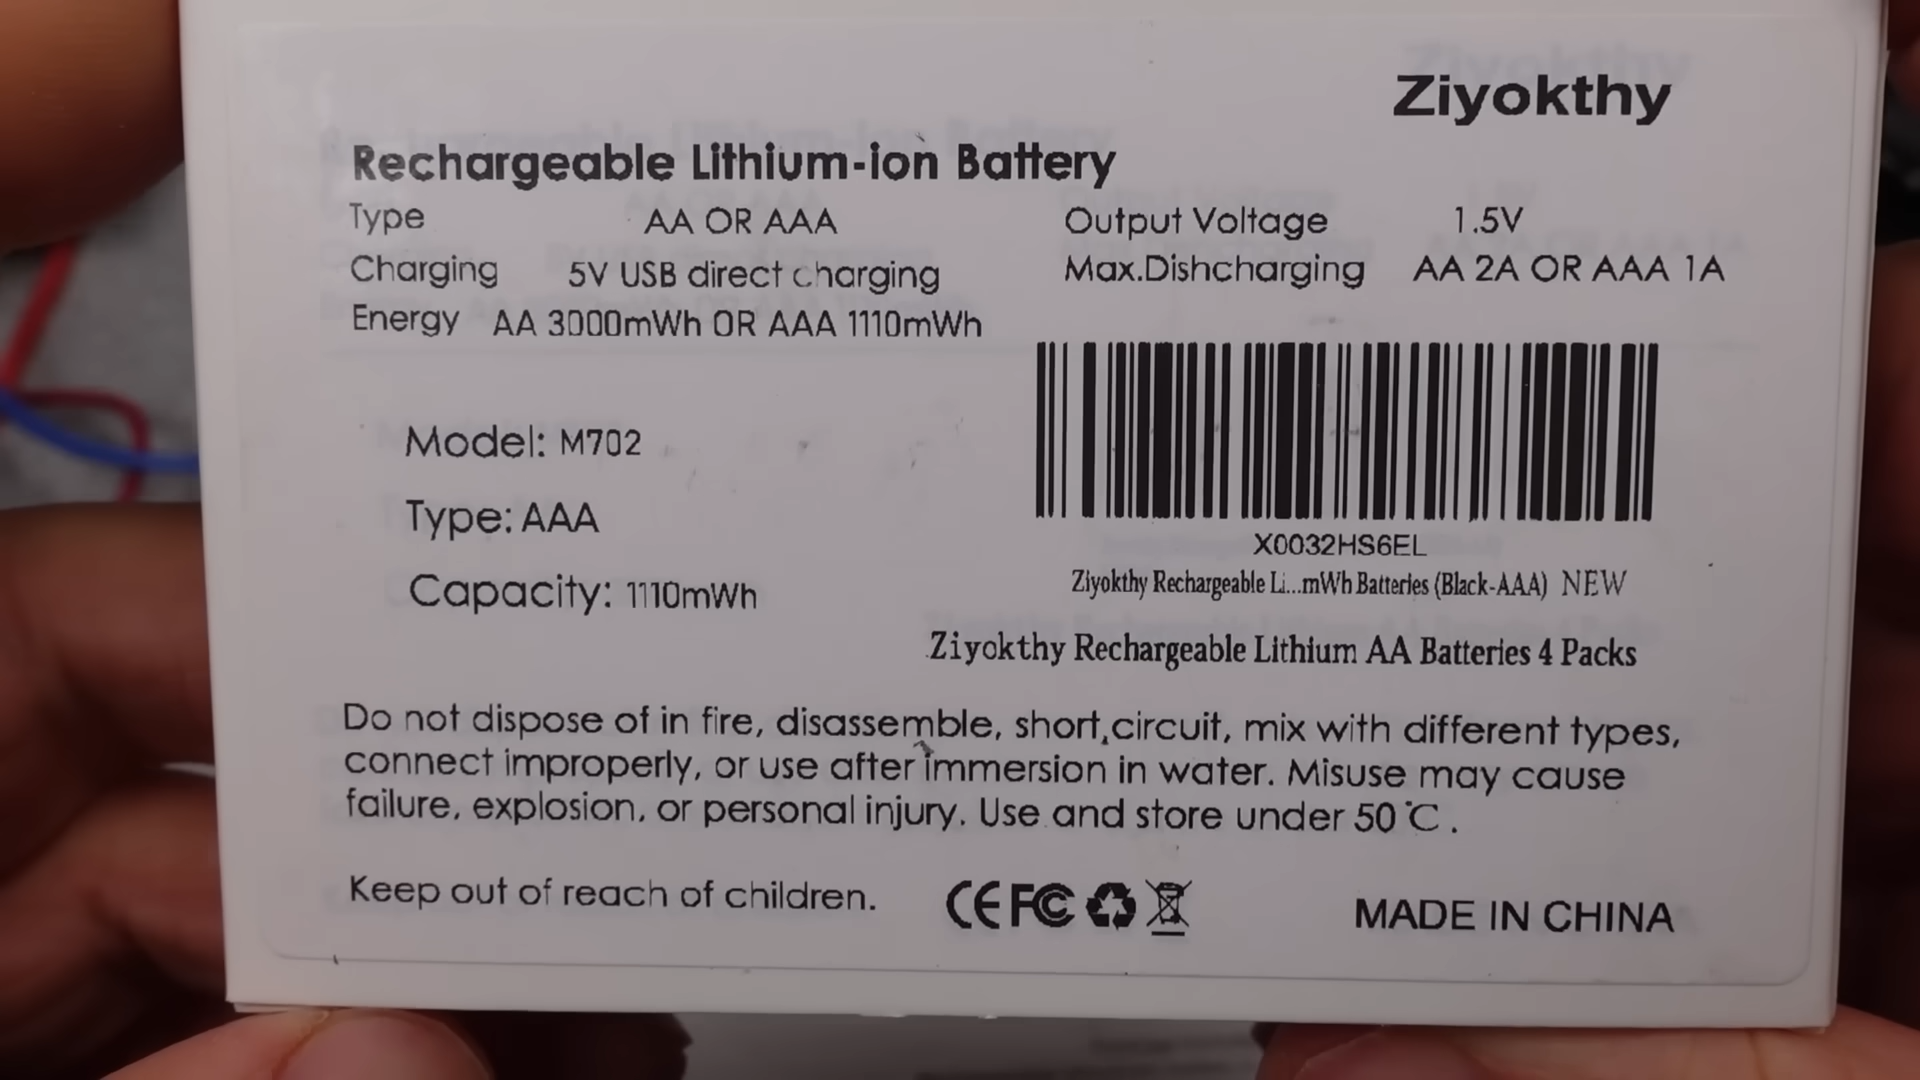 Ziyokthy
Rechargeable Lithium-ion Battery
Type AA OR AAA Output Voltage 1.5V
Charging 5V USB direct charging Max.Dishcharging AA 2A OR AAA 1A
Energy AA 3000mWh OR AAA 1110mWh
Model: M702
Type: AAA
Capacity: 1110mWh
X0032HS6EL
Ziyokthy Rechargeable Li...mWh Batteries (Black-AAA) NEW
Ziyokthy Rechargeable Lithium AA Batteries 4 Packs
Do not dispose of in fire, disassemble, short,circuit, mix with different types,
connect improperly, or use after immersion in water. Misuse may cause
failure, explosion, or personal injury. Use and store under 50℃.
Keep out of reach of children.
CE FC
MADE IN CHINA